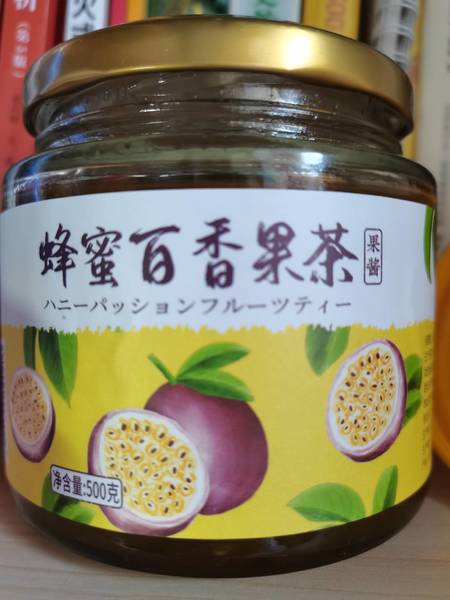 蜂蜜百香果茶
果酱
ハニーパッションフルーツティー
净含量:500克